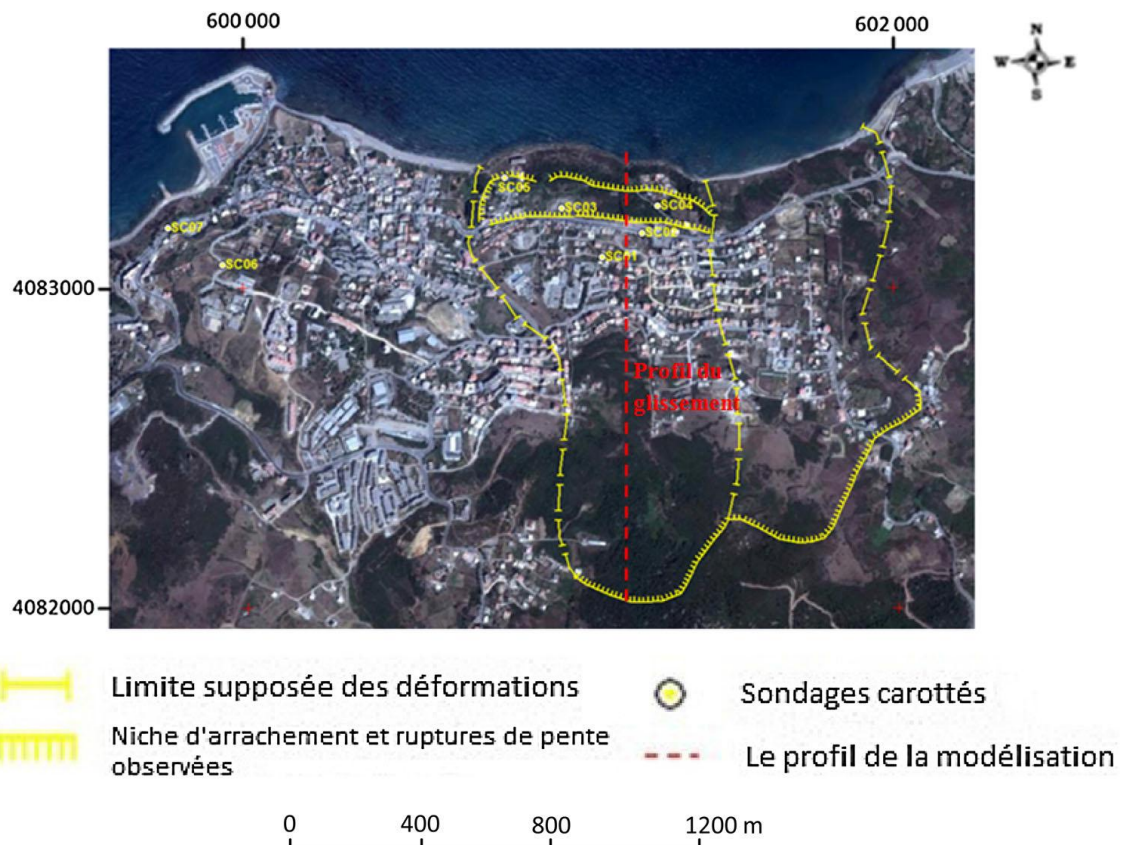 600 000
602 000
N
W E
S
SC05
SC03
SC04
SC07
SC01
SC06
4083000
Profil du
glissement
4082000
Limite supposée des déformations
Sondages carottés
Niche d'arrachement et ruptures de pente
observées
Le profil de la modélisation
0 400 800 1200 m